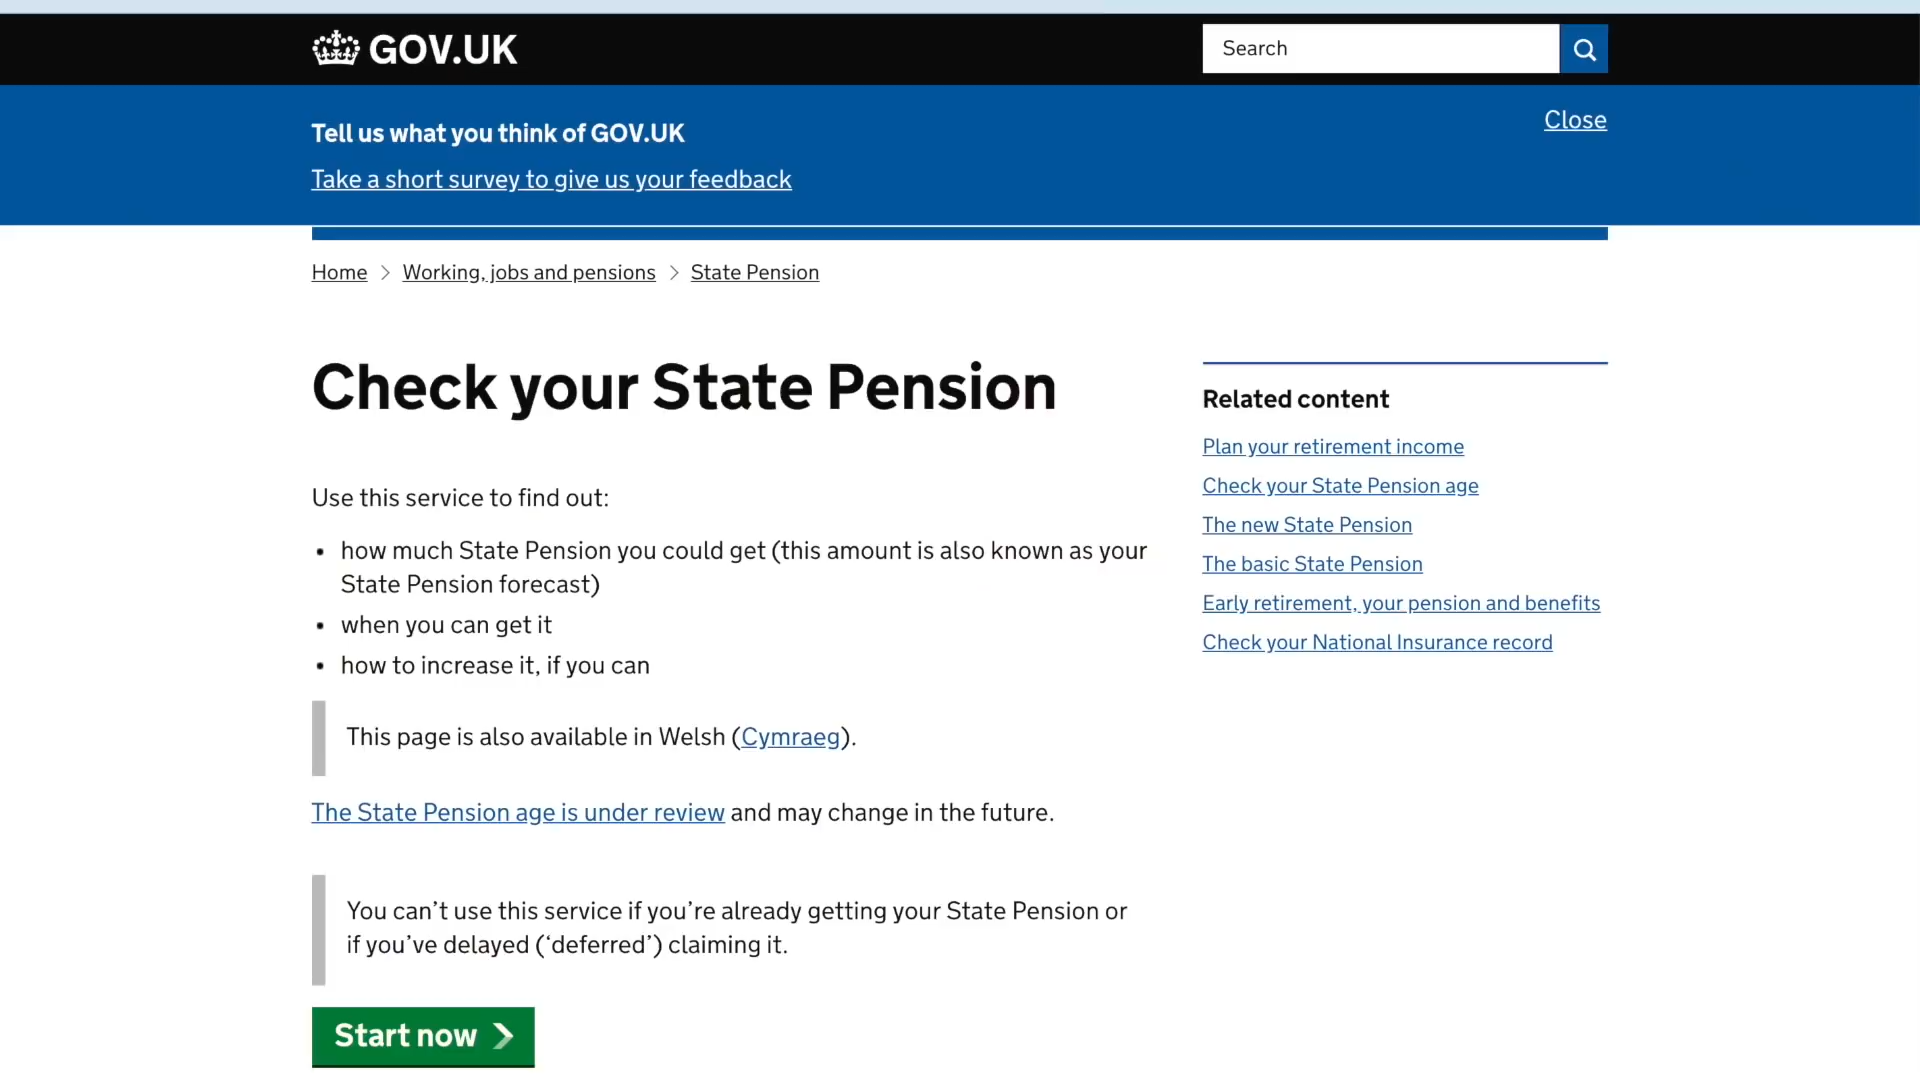 GOV.UK
Search
Close
Tell us what you think of GOV.UK
Take a short survey to give us your feedback
Home > Working, jobs and pensions > State Pension
Check your State Pension
Use this service to find out:
• how much State Pension you could get (this amount is also known as your
State Pension forecast)
• when you can get it
• how to increase it, if you can
This page is also available in Welsh (Cymraeg).
The State Pension age is under review and may change in the future.
You can’t use this service if you’re already getting your State Pension or
if you’ve delayed (‘deferred’) claiming it.
Start now
Related content
Plan your retirement income
Check your State Pension age
The new State Pension
The basic State Pension
Early retirement, your pension and benefits
Check your National Insurance record